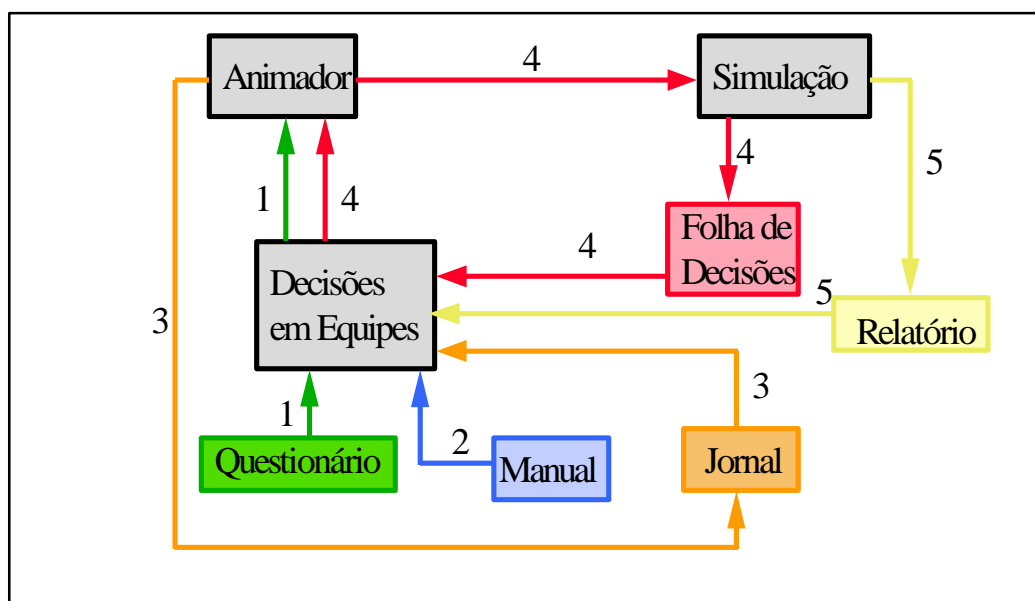 Animador
4
Simulação
5
4
1
4
Folha de
Decisões
4
Decisões
em Equipes
5
Relatório
3
3
1
2
Questionário
Manual
Jornal